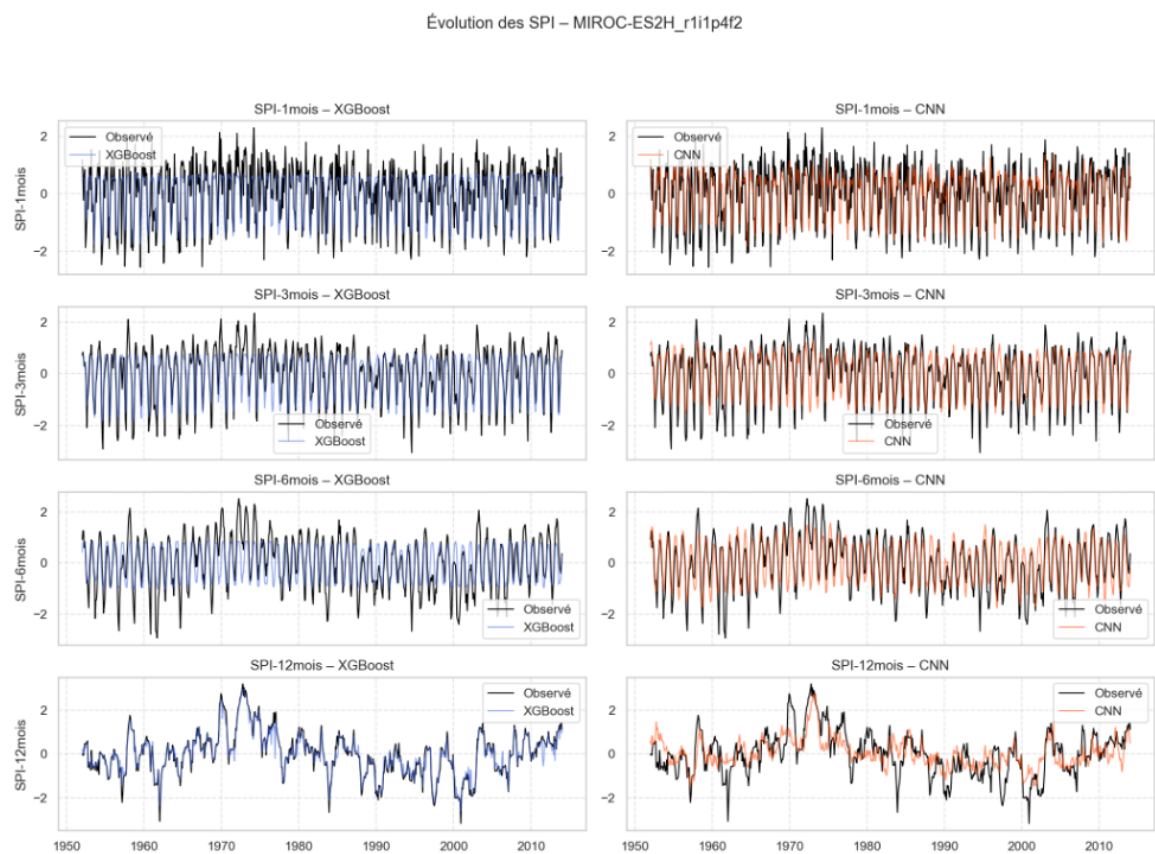 Évolution des SPI – MIROC-ES2H_r1i1p4f2
SPI-1mois – XGBoost
SPI-1mois – CNN
SPI-1mois
2
0
−2
Observé
XGBoost
2
0
−2
Observé
CNN
SPI-3mois – XGBoost
SPI-3mois – CNN
SPI-3mois
2
0
−2
Observé
XGBoost
2
0
−2
Observé
CNN
SPI-6mois – XGBoost
SPI-6mois – CNN
SPI-6mois
2
0
−2
Observé
XGBoost
2
0
−2
Observé
CNN
SPI-12mois – XGBoost
SPI-12mois – CNN
SPI-12mois
2
0
−2
Observé
XGBoost
2
0
−2
Observé
CNN
1950 1960 1970 1980 1990 2000 2010
1950 1960 1970 1980 1990 2000 2010